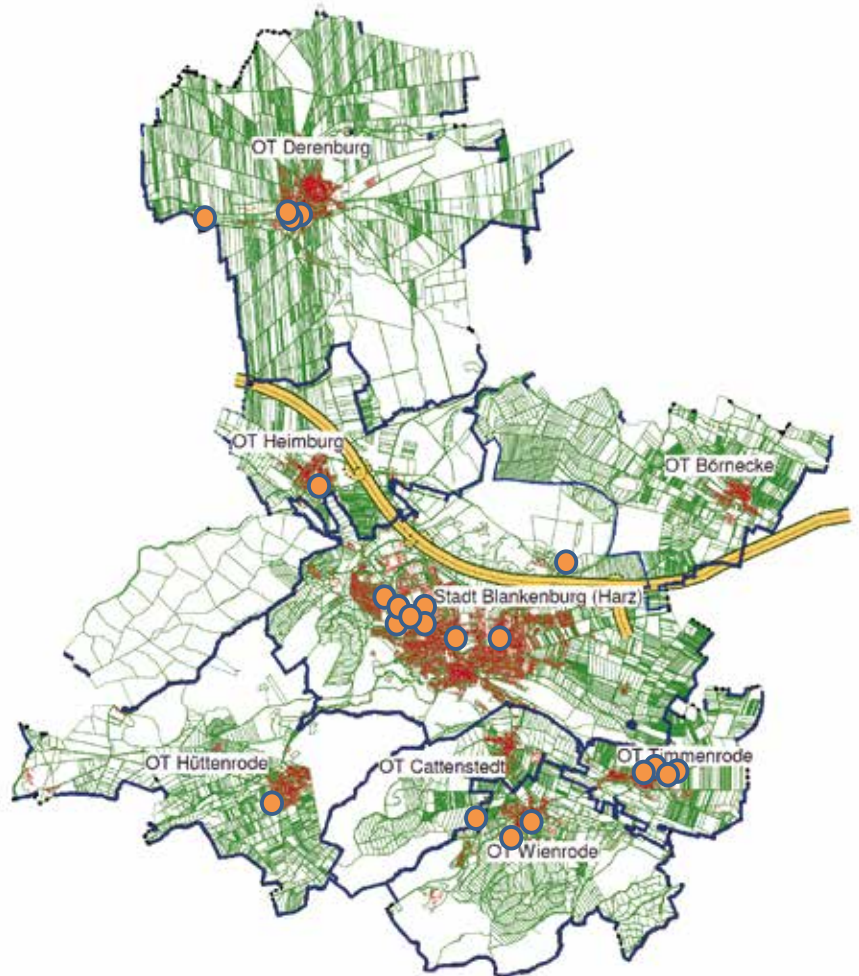 OT Derenburg
OT Heimburg
OT Börnecke
Stadt Blankenburg (Harz)
OT Hüttenrode
OT Cattenstedt
OT Timmenrode
OT Wienrode